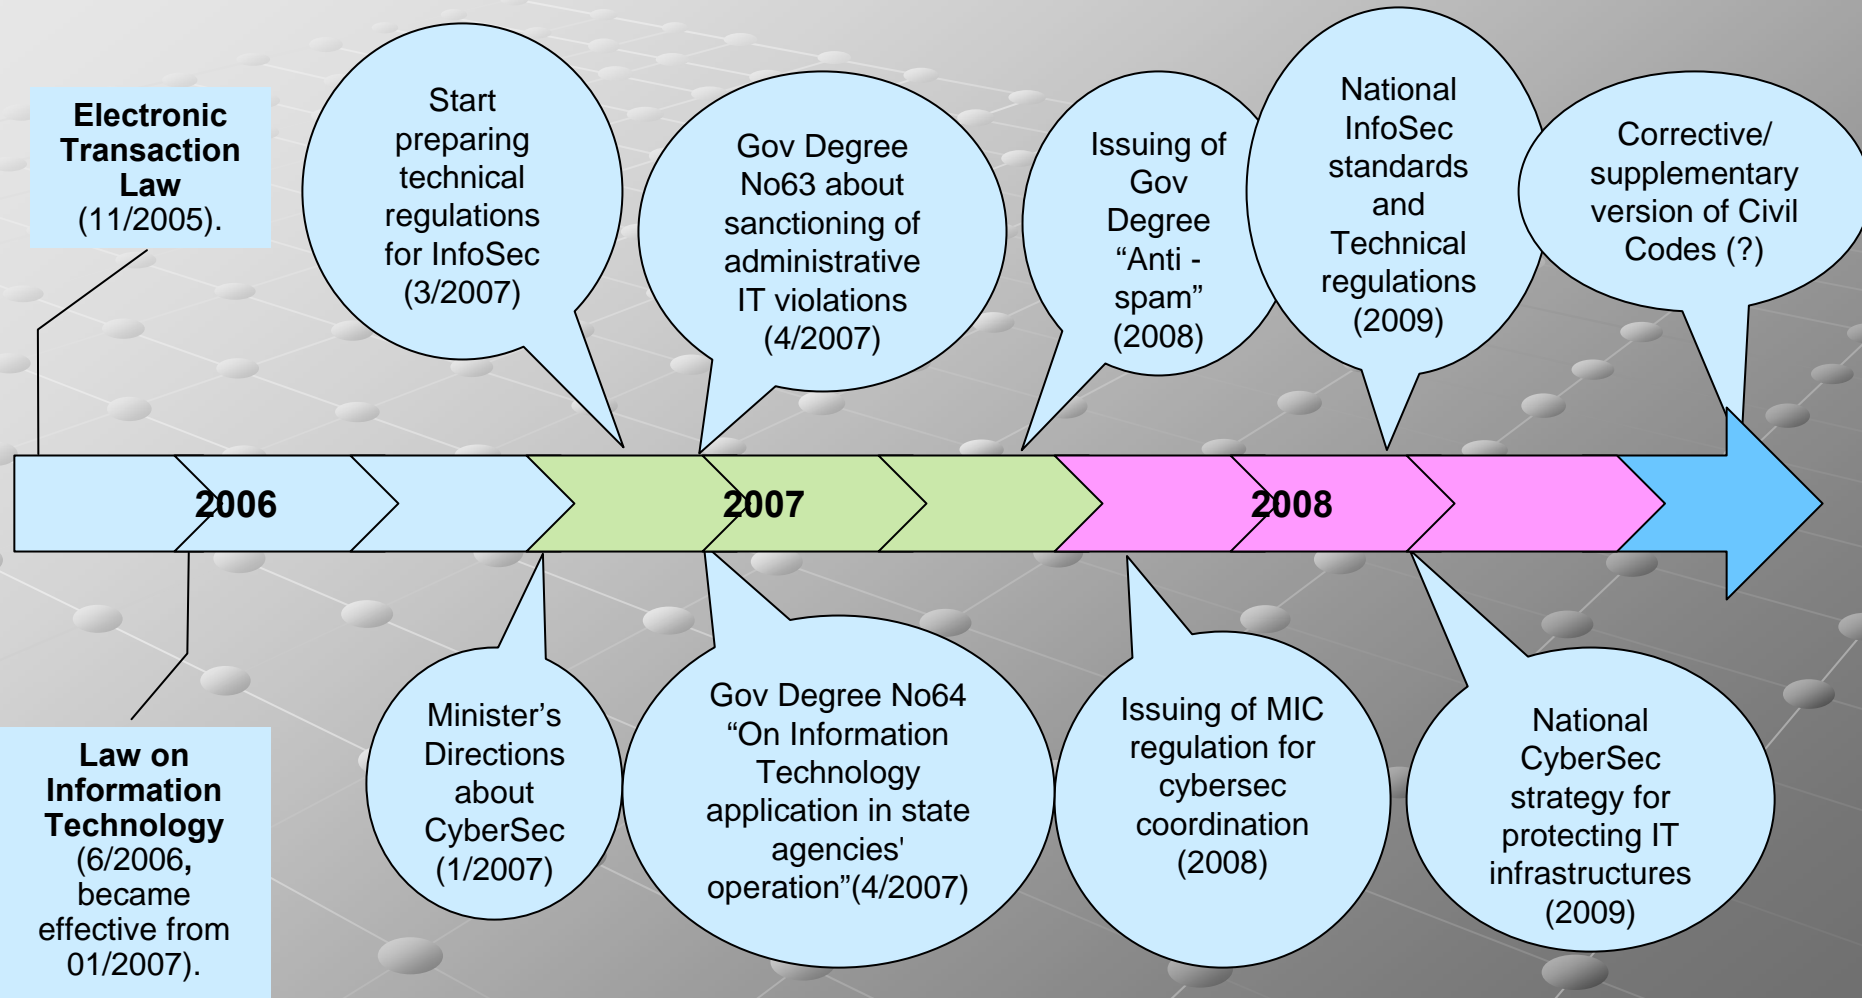 Electronic
Transaction
Law
(11/2005).
Start
preparing
technical
regulations
for InfoSec
(3/2007)
Gov Degree
No63 about
sanctioning of
administrative
IT violations
(4/2007)
Issuing of
Gov
Degree
“Anti -
spam”
(2008)
National
InfoSec
standards
and
Technical
regulations
(2009)
Corrective/
supplementary
version of Civil
Codes (?)
2006
2007
2008
Law on
Information
Technology
(6/2006,
became
effective from
01/2007).
Minister’s
Directions
about
CyberSec
(1/2007)
Gov Degree No64
“On Information
Technology
application in state
agencies'
operation”(4/2007)
Issuing of MIC
regulation for
cybersec
coordination
(2008)
National
CyberSec
strategy for
protecting IT
infrastructures
(2009)